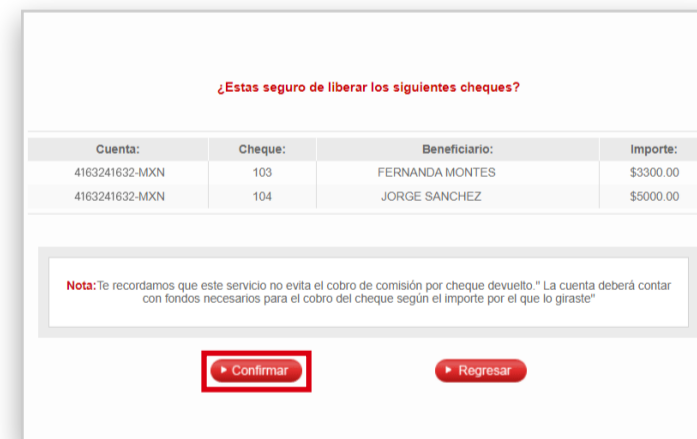 ¿Estas seguro de liberar los siguientes cheques?
Cuenta: Cheque: Beneficiario: Importe:
4163241632-MXN 103 FERNANDA MONTES $3300.00
4163241632-MXN 104 JORGE SANCHEZ $5000.00
Nota:Te recordamos que este servicio no evita el cobro de comisión por cheque devuelto." La cuenta deberá contar
con fondos necesarios para el cobro del cheque según el importe por el que lo giraste"
Confirmar Regresar